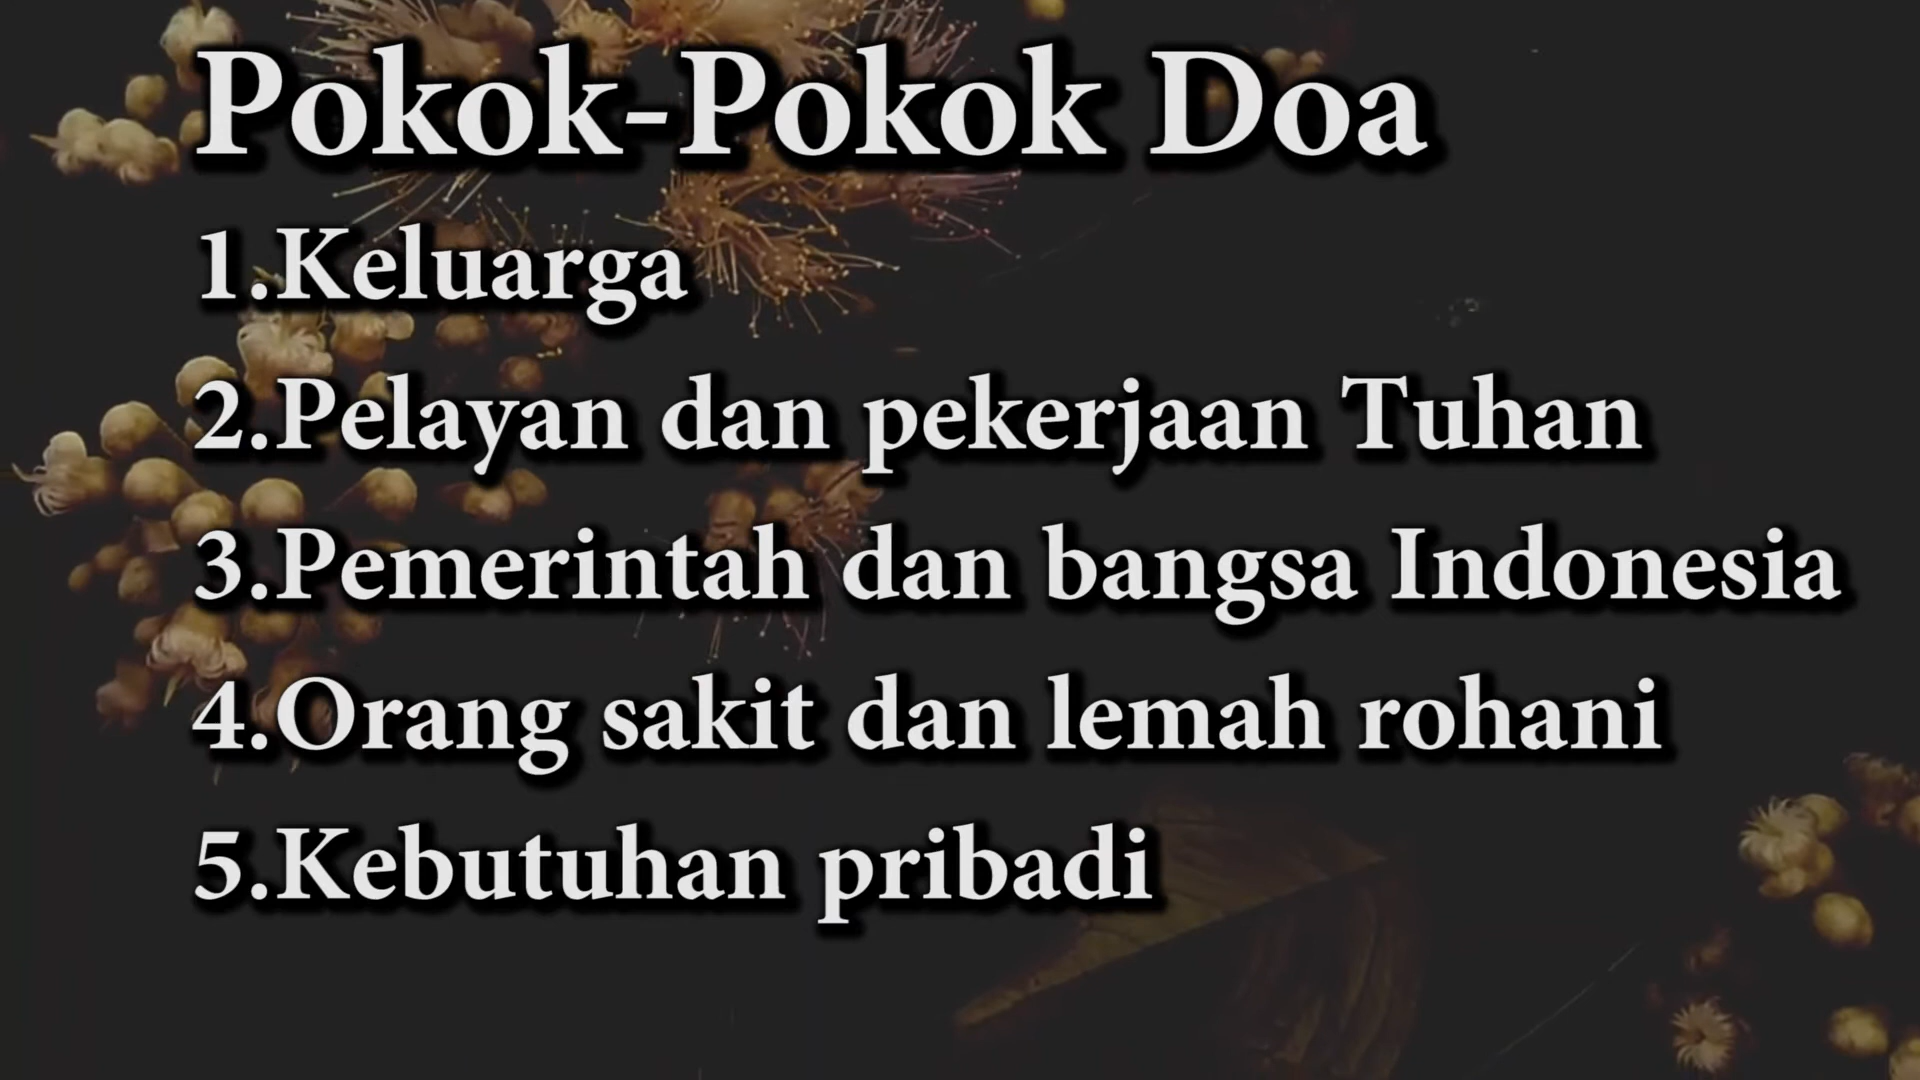 Pokok-Pokok Doa
1.Keluarga
2.Pelayan dan pekerjaan Tuhan
3.Pemerintah dan bangsa Indonesia
4.Orang sakit dan lemah rohani
5.Kebutuhan pribadi